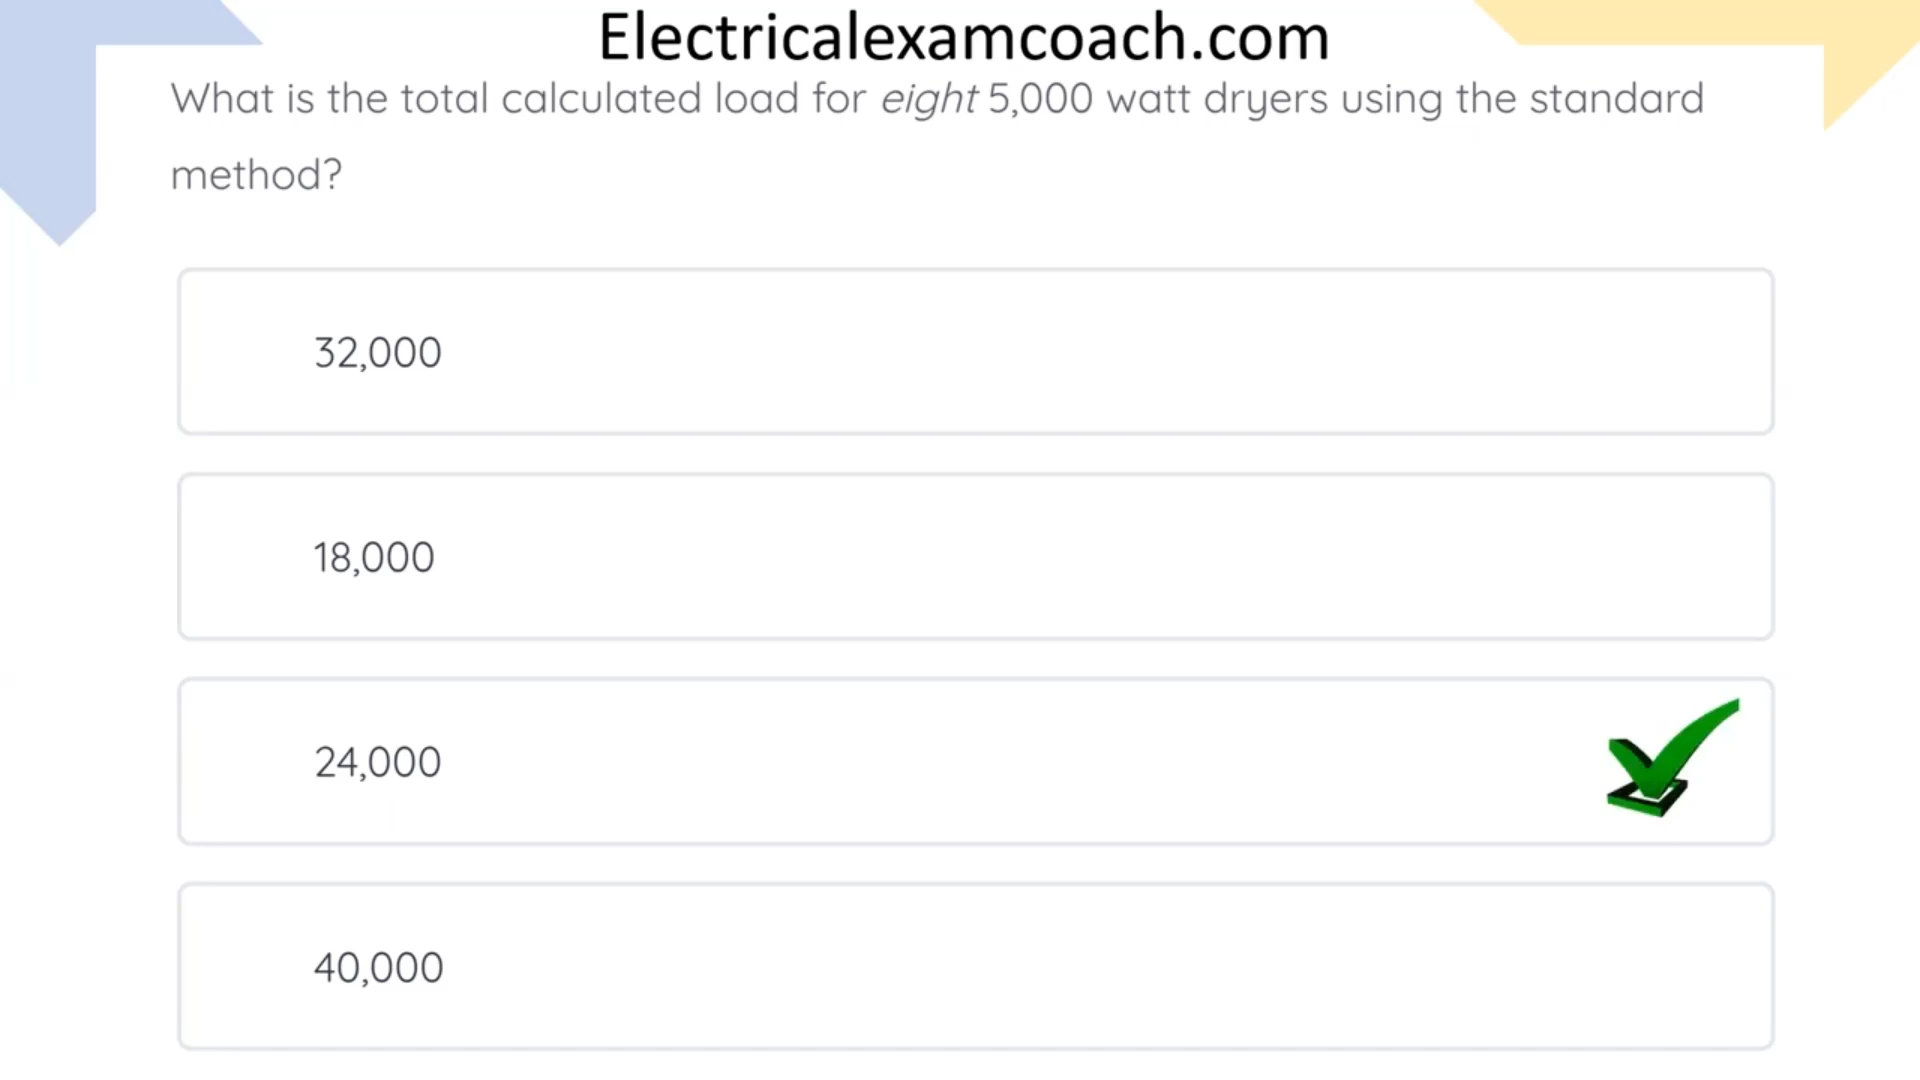 Electricalexamcoach.com
What is the total calculated load for eight 5,000 watt dryers using the standard
method?
32,000
18,000
24,000
40,000